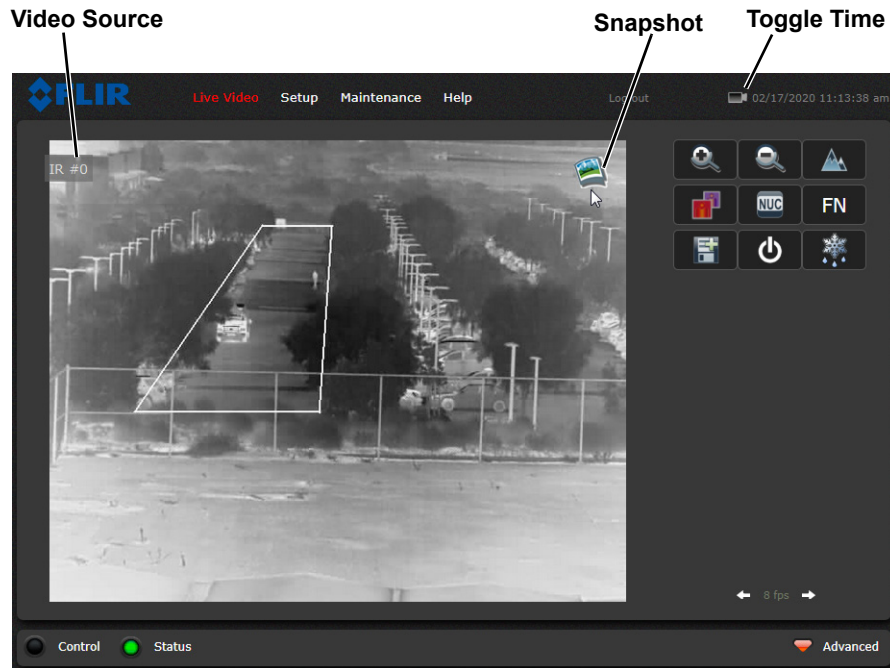 Video Source
Snapshot
Toggle Time
FLIR
Live Video Setup Maintenance Help
Logout
02/17/2020 11:13:38 am
IR #0
NUC
FN
8 fps
Control
Status
Advanced